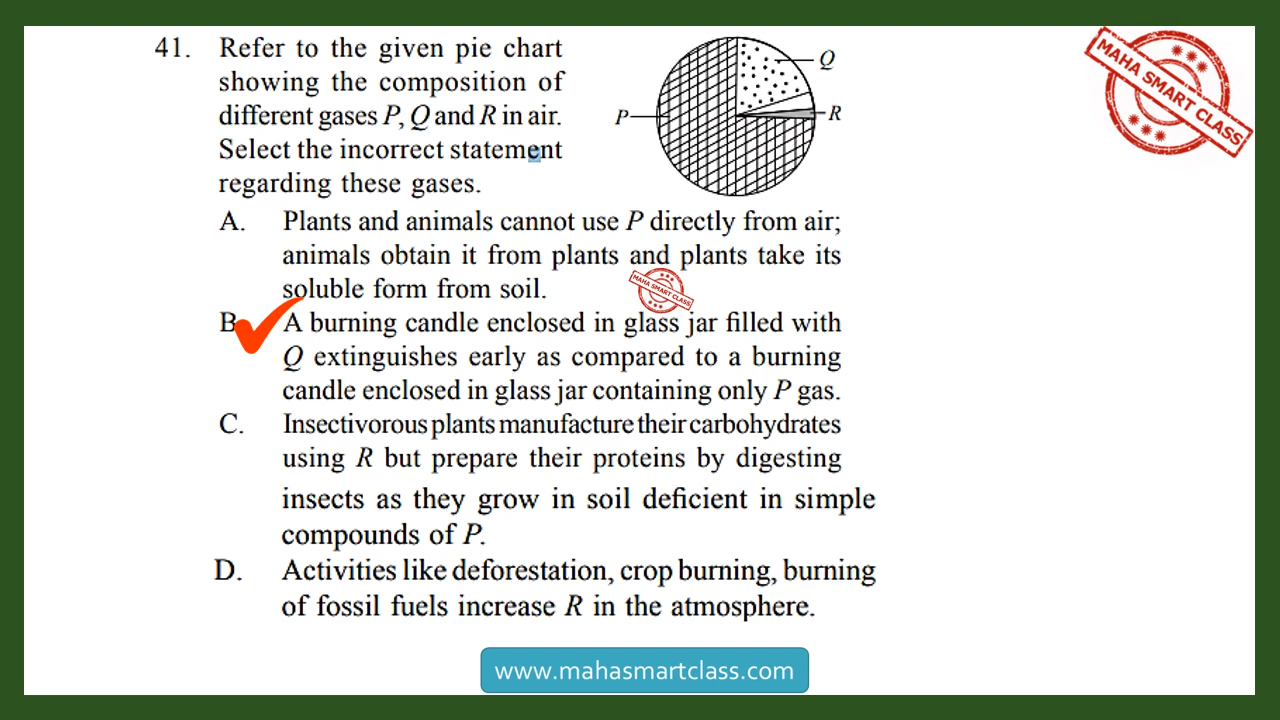 41. Refer to the given pie chart
showing the composition of
different gases P, Q and R in air.
Select the incorrect statement
regarding these gases.
P
Q
R
MAHA SMART CLASS
A. Plants and animals cannot use P directly from air;
animals obtain it from plants and plants take its
soluble form from soil.
MAHA SMART CLASS
B. A burning candle enclosed in glass jar filled with
Q extinguishes early as compared to a burning
candle enclosed in glass jar containing only P gas.
C. Insectivorous plants manufacture their carbohydrates
using R but prepare their proteins by digesting
insects as they grow in soil deficient in simple
compounds of P.
D. Activities like deforestation, crop burning, burning
of fossil fuels increase R in the atmosphere.
www.mahasmartclass.com